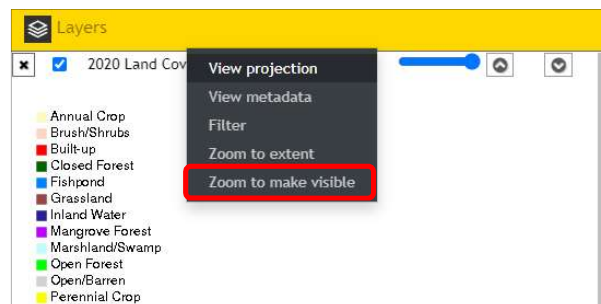 Layers
2020 Land Cov
View projection
View metadata
Filter
Zoom to extent
Zoom to make visible
Annual Crop
Brush/Shrubs
Built-up
Closed Forest
Fishpond
Grassland
Inland Water
Mangrove Forest
Marshland/Swamp
Open Forest
Open/Barren
Perennial Crop